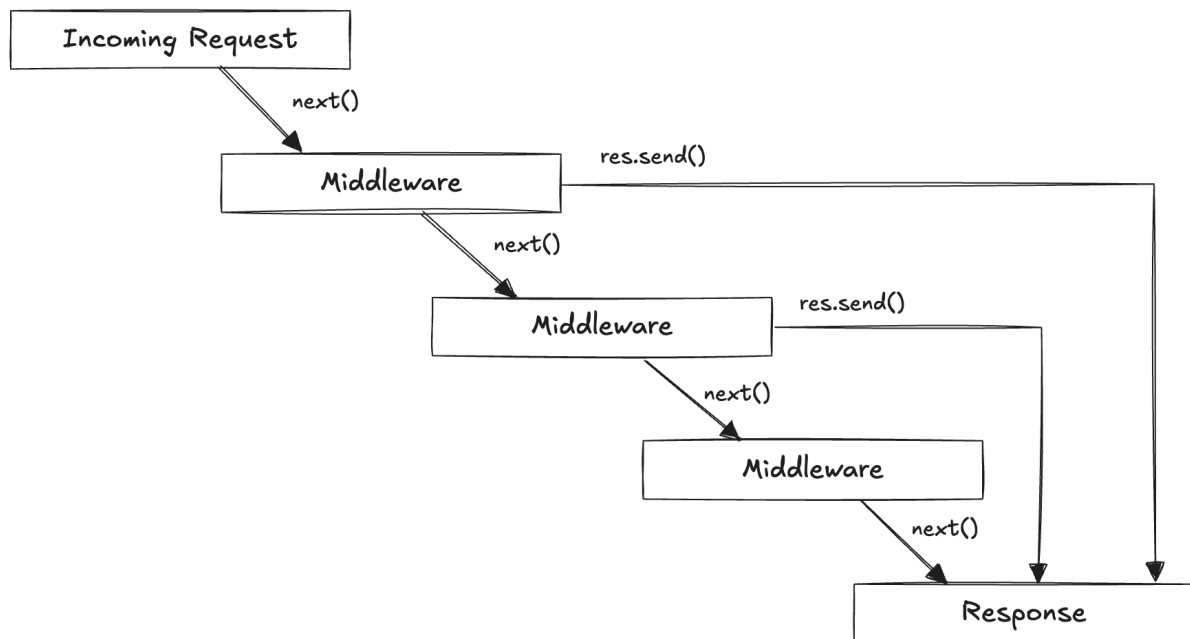 Incoming Request
next()
res.send()
Middleware
next()
res.send()
Middleware
next()
Middleware
next()
Response